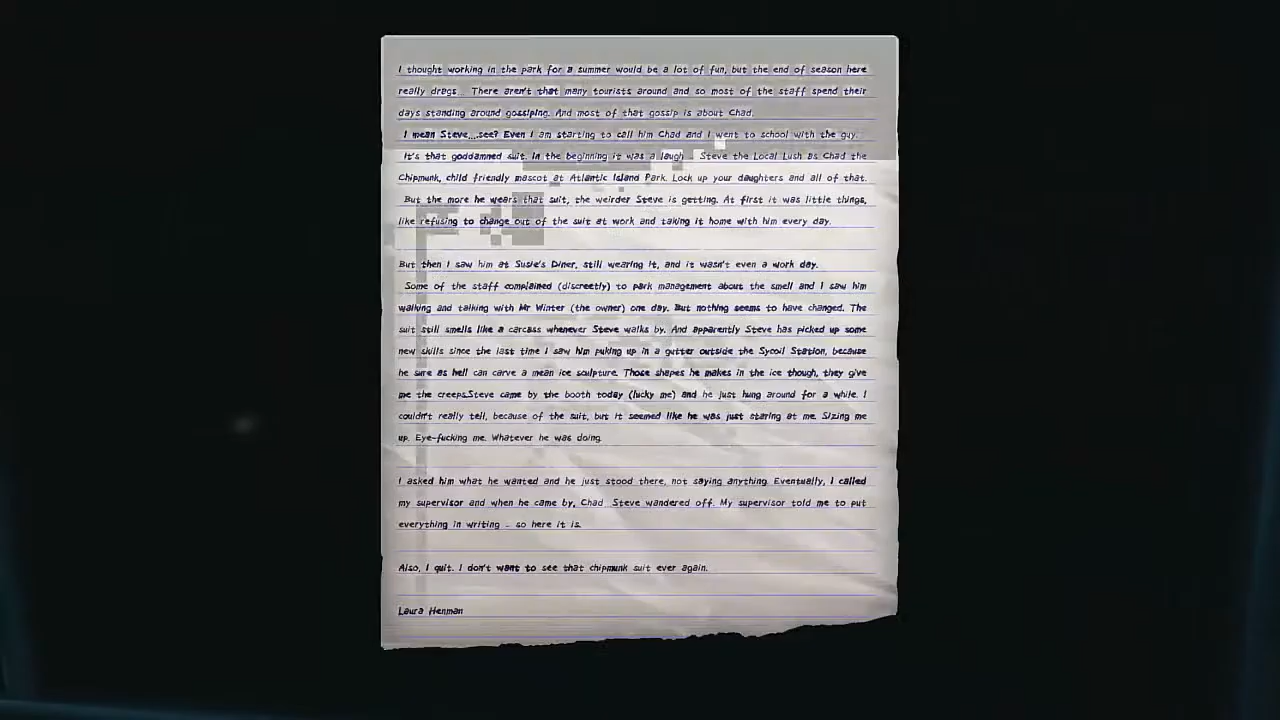 I thought working in the park for a summer would be a lot of fun, but the end of season here
really drags... There aren't that many tourists around and so most of the staff spend their
days standing around gossiping. And most of that gossip is about Chad.
I mean Steve...see? Even I am starting to call him Chad and I went to school with the guy.
It's that goddamned suit. In the beginning it was a laugh - Steve the Local Lush as Chad the
Chipmunk, child friendly mascot at Atlantic Island Park. Lock up your daughters and all of that.
But the more he wears that suit, the weirder Steve is getting. At first it was little things,
like refusing to change out of the suit at work and taking it home with him every day.
But then I saw him at Susie's Diner, still wearing it, and it wasn't even a work day.
Some of the staff complained (discreetly) to park management about the smell and I saw him
walking and talking with Mr Winter (the owner) one day. But nothing seems to have changed. The
suit still smells like a carcass whenever Steve walks by. And apparently Steve has picked up some
new skills since the last time I saw him puking up in a gutter outside the Sycoil Station, because
he sure as hell can carve a mean ice sculpture. Those shapes he makes in the ice though, they give
me the creeps.Steve came by the booth today (lucky me) and he just hung around for a while. I
couldn't really tell, because of the suit, but it seemed like he was just staring at me. Sizing me
up. Eye-fucking me. Whatever he was doing.
I asked him what he wanted and he just stood there, not saying anything. Eventually, I called
my supervisor and when he came by, Chad...Steve wandered off. My supervisor told me to put
everything in writing - so here it is.
Also, I quit. I don't want to see that chipmunk suit ever again.
Laura Henman